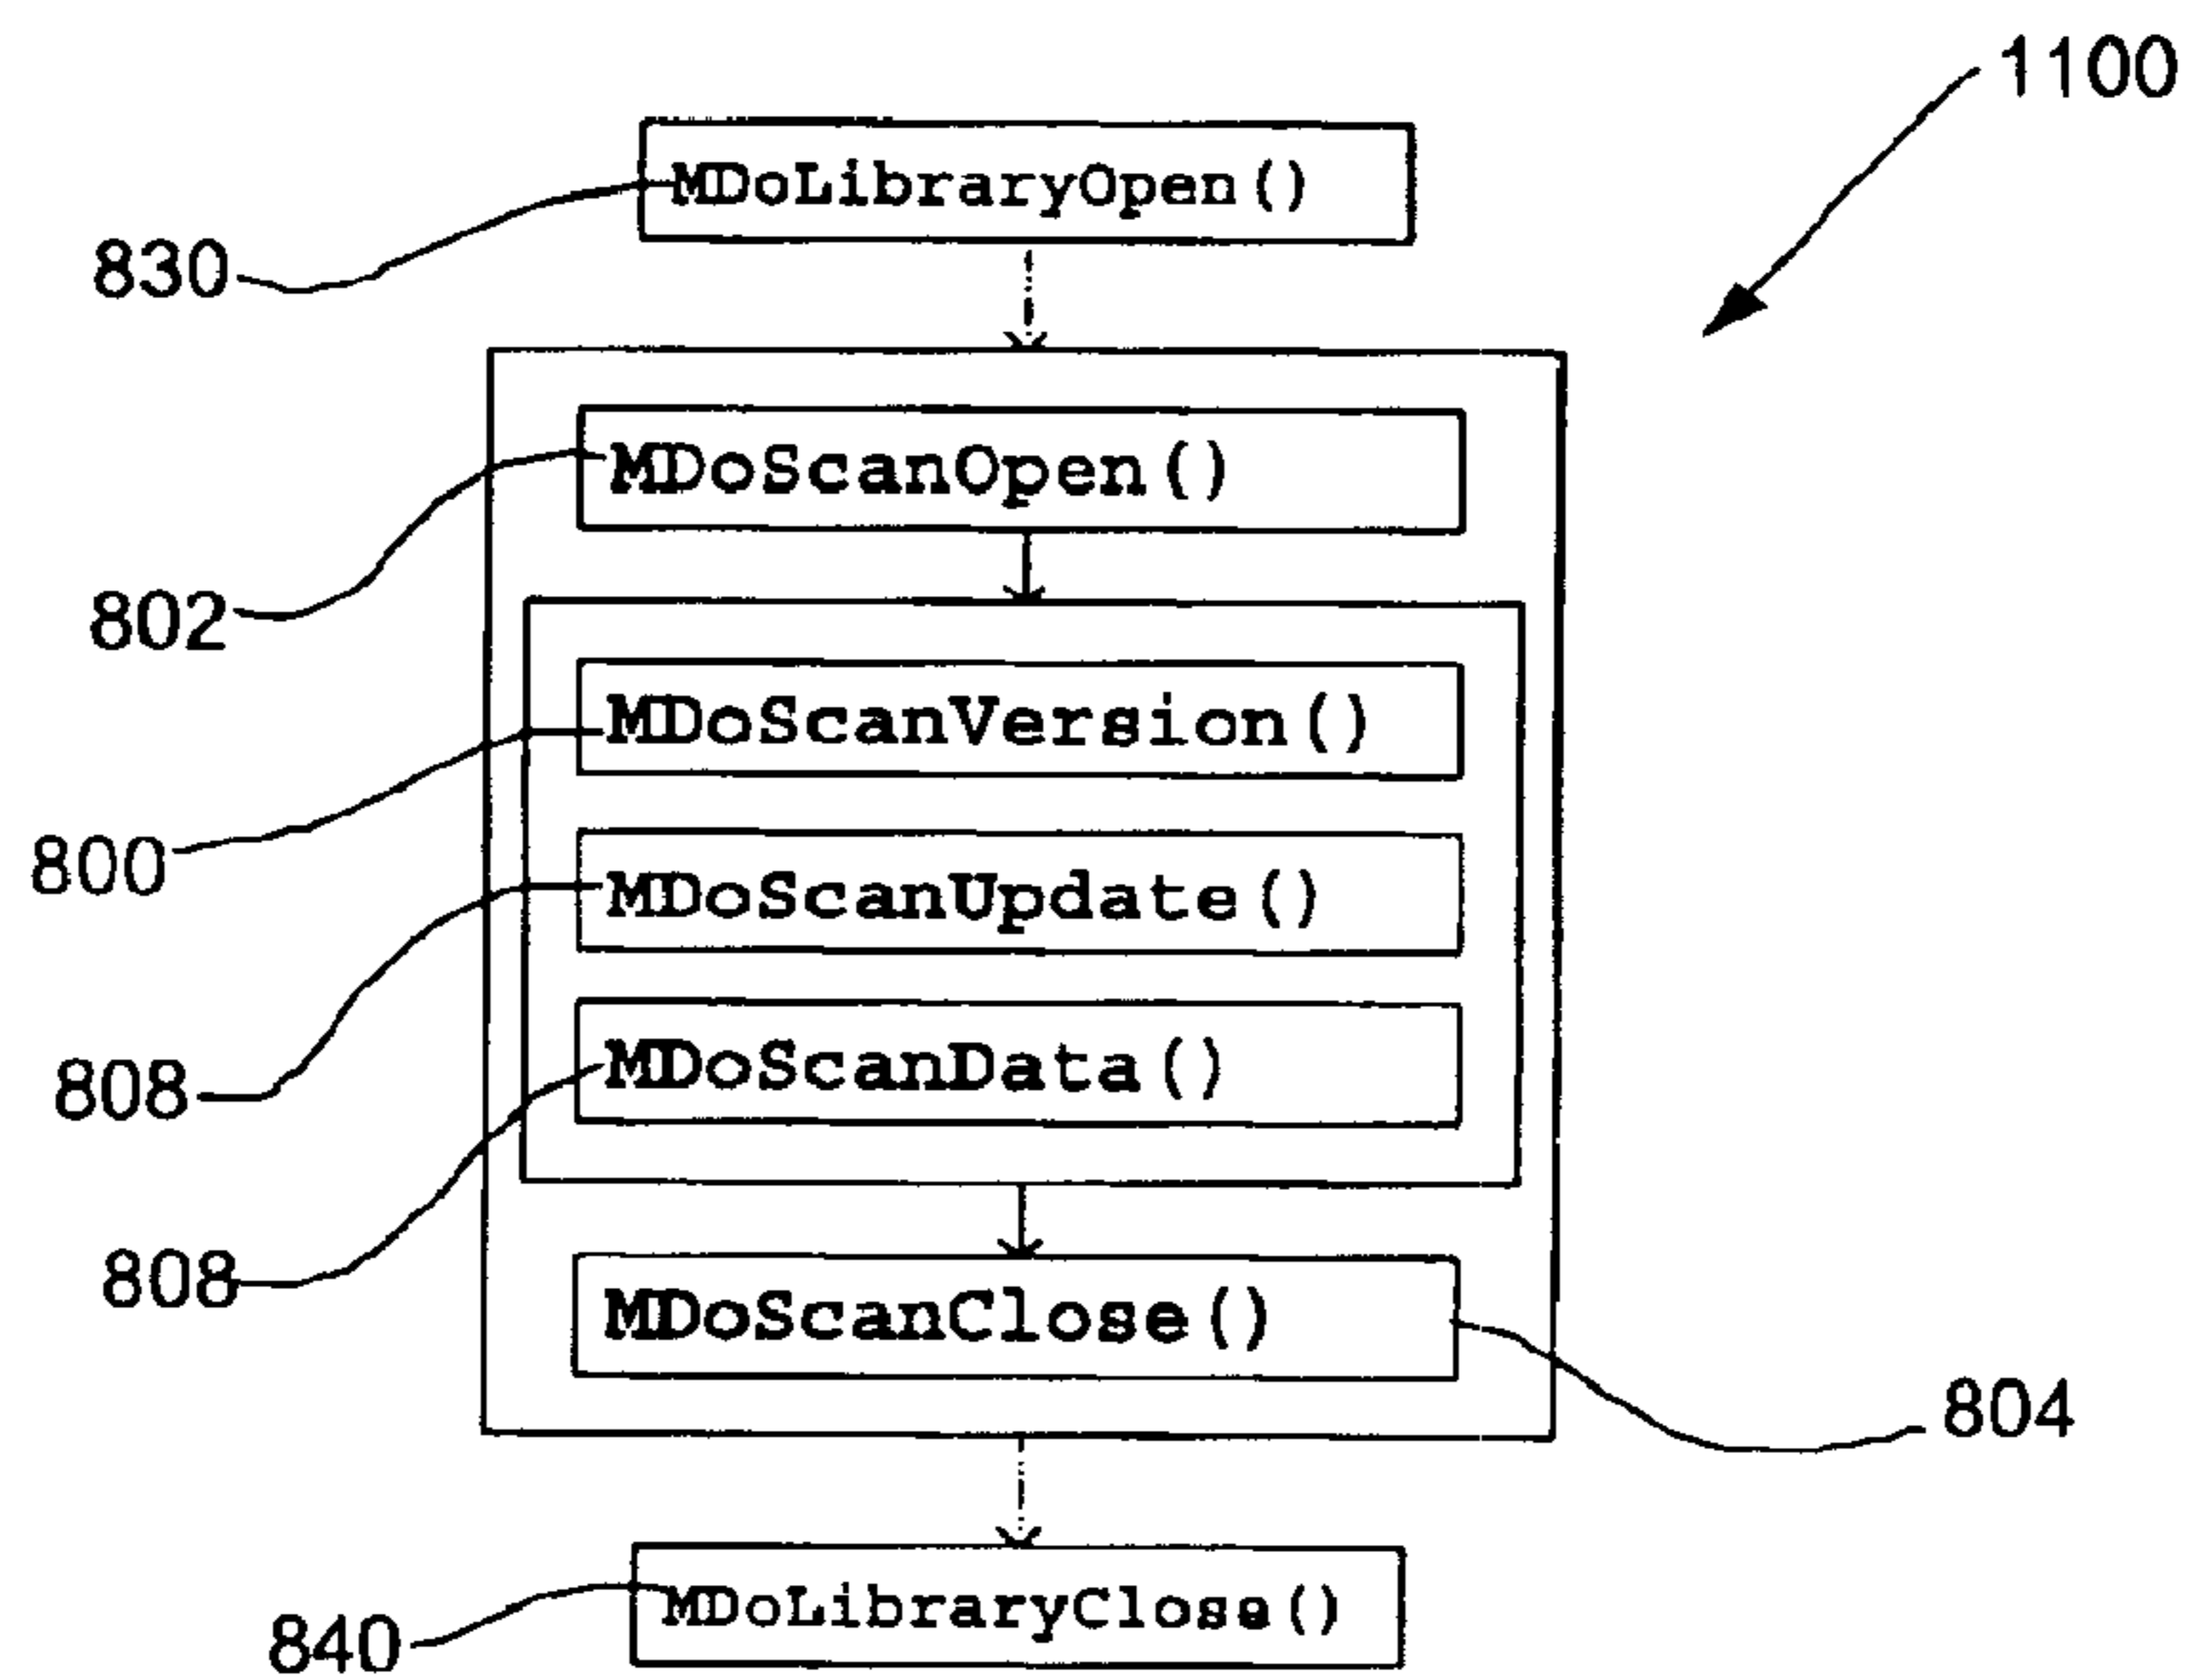 1100
MDoLibraryOpen()
830
MDoScanOpen()
802
MDoScanVersion()
800
MDoScanUpdate()
808
MDoScanData()
808
MDoScanClose()
804
MDoLibraryClose()
840